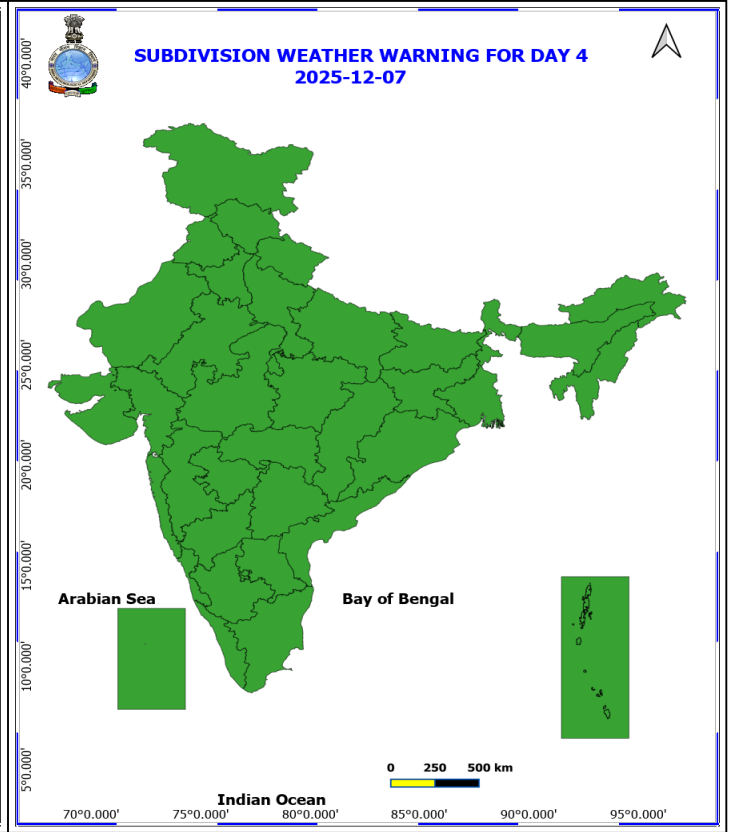 SUBDIVISION WEATHER WARNING FOR DAY 4
2025-12-07
40°0.000'
35°0.000'
30°0.000'
25°0.000'
20°0.000'
15°0.000'
10°0.000'
5°0.000'
Arabian Sea
Bay of Bengal
0 250 500 km
Indian Ocean
70°0.000' 75°0.000' 80°0.000' 85°0.000' 90°0.000' 95°0.000'